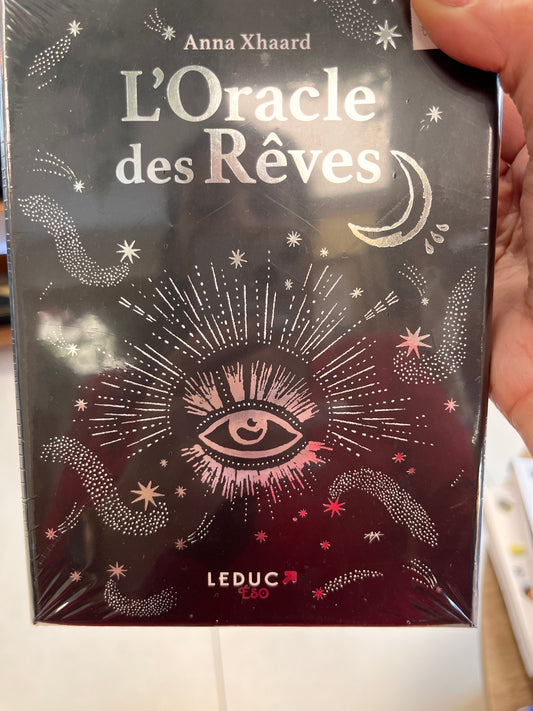 Anna Xhaard
L'Oracle
des Rêves
LEDUC
ÉSO